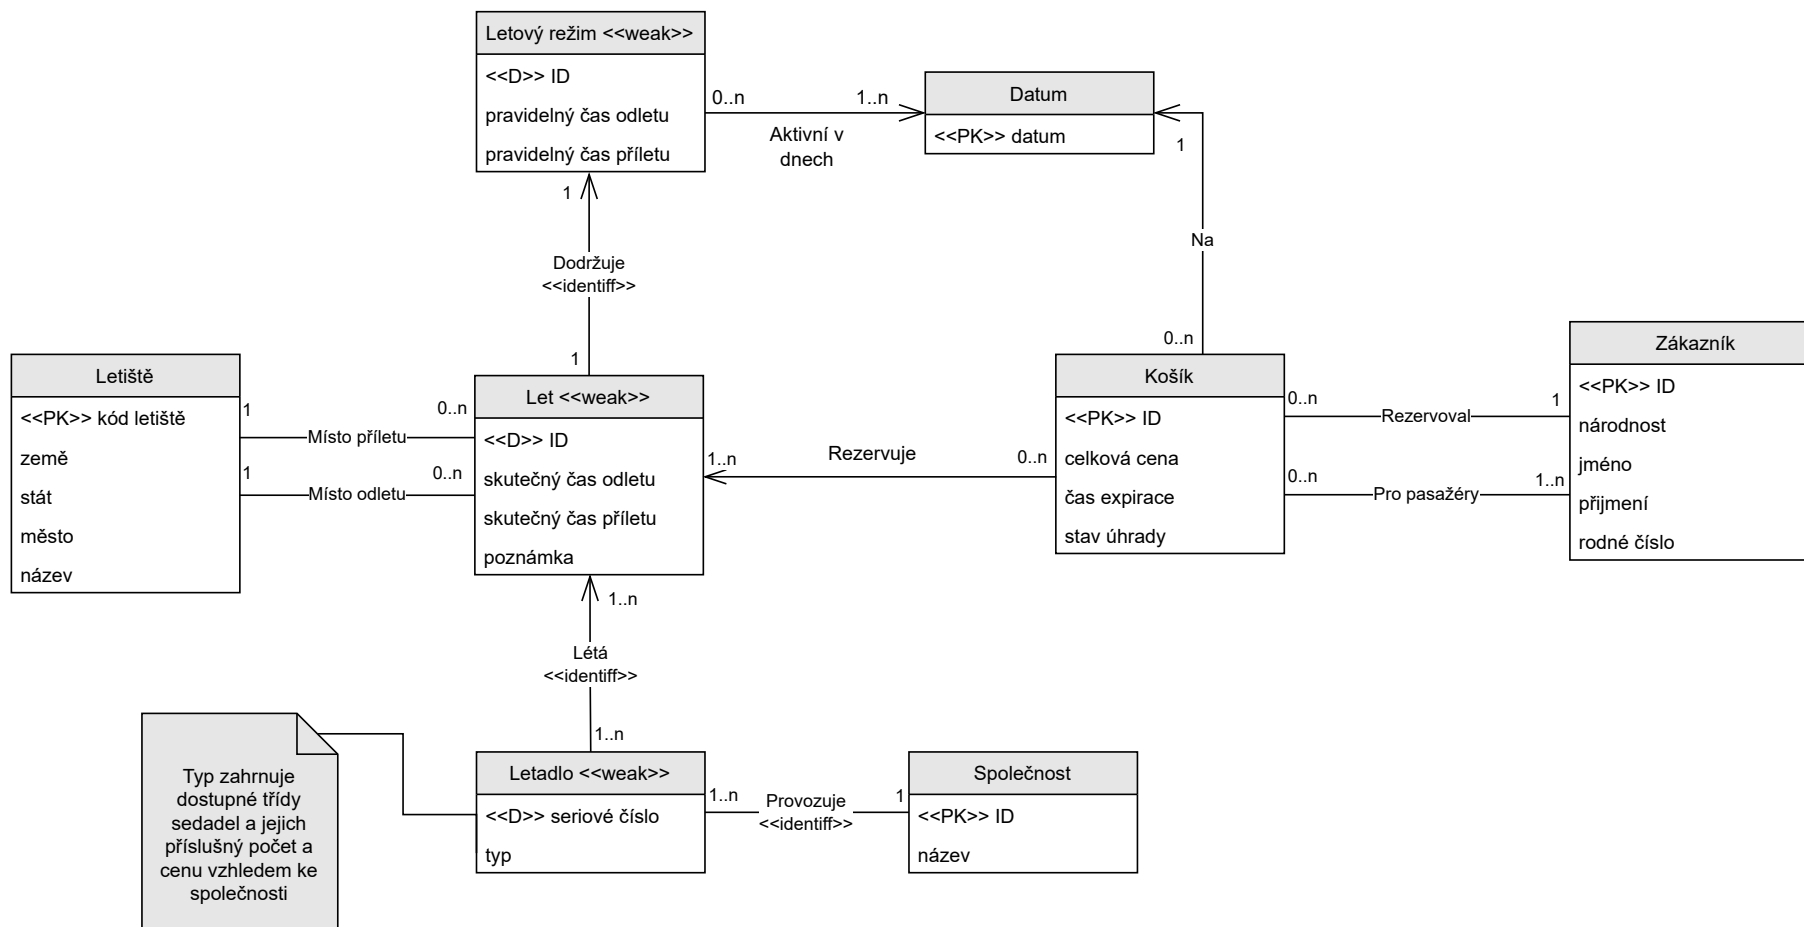 Letový režim <<weak>>
<<D>> ID
pravidelný čas odletu
pravidelný čas příletu
0..n
1..n
Aktivní v
dnech
Datum
<<PK>> datum
1
1
Na
Dodržuje
<<identiff>>
1
0..n
Letiště
<<PK>> kód letiště
země
stát
město
název
1
0..n
Místo příletu
1
0..n
Místo odletu
Let <<weak>>
<<D>> ID
skutečný čas odletu
skutečný čas příletu
poznámka
1..n
Rezervuje
0..n
Košík
<<PK>> ID
celková cena
čas expirace
stav úhrady
0..n
Rezervoval
1
0..n
Pro pasažéry
1..n
Zákazník
<<PK>> ID
národnost
jméno
přijmení
rodné číslo
1..n
Létá
<<identiff>>
1..n
Typ zahrnuje
dostupné třídy
sedadel a jejich
příslušný počet a
cenu vzhledem ke
společnosti
Letadlo <<weak>>
<<D>> seriové číslo
typ
1..n
Provozuje
<<identiff>>
1
Společnost
<<PK>> ID
název